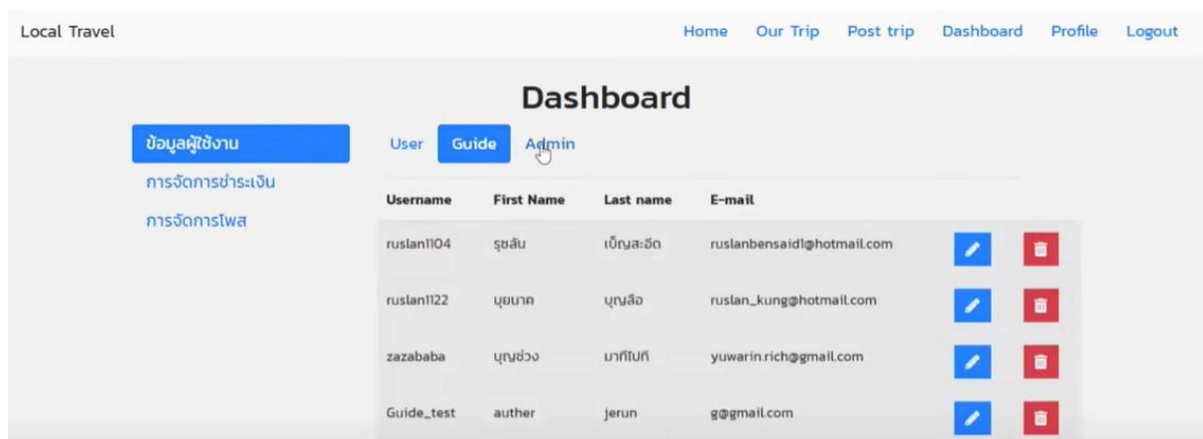 Local Travel Home Our Trip Post trip Dashboard Profile Logout
Dashboard
ข้อมูลผู้ใช้งาน
การจัดการชำระเงิน
การจัดการโพส
User Guide Admin
Username First Name Last name E-mail
ruslan1104 รุซลัน เบ็ญสะอีด ruslanbensaid1@hotmail.com
ruslan1122 บุยนาค บุญลือ ruslan_kung@hotmail.com
zazababa บุญช่วง มาทีไปที yuwarin.rich@gmail.com
Guide_test auther jerun g@gmail.com